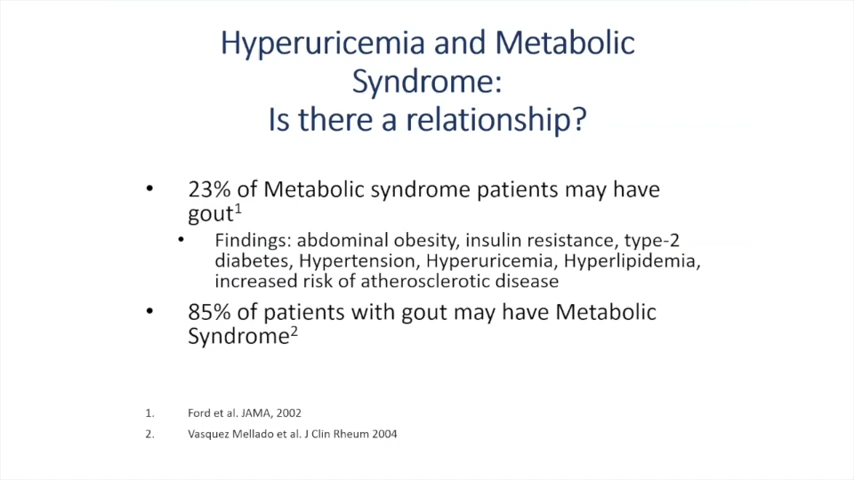 Hyperuricemia and Metabolic
Syndrome:
Is there a relationship?
• 23% of Metabolic syndrome patients may have
gout1
• Findings: abdominal obesity, insulin resistance, type-2
diabetes, Hypertension, Hyperuricemia, Hyperlipidemia,
increased risk of atherosclerotic disease
• 85% of patients with gout may have Metabolic
Syndrome2
1. Ford et al. JAMA, 2002
2. Vasquez Mellado et al. J Clin Rheum 2004